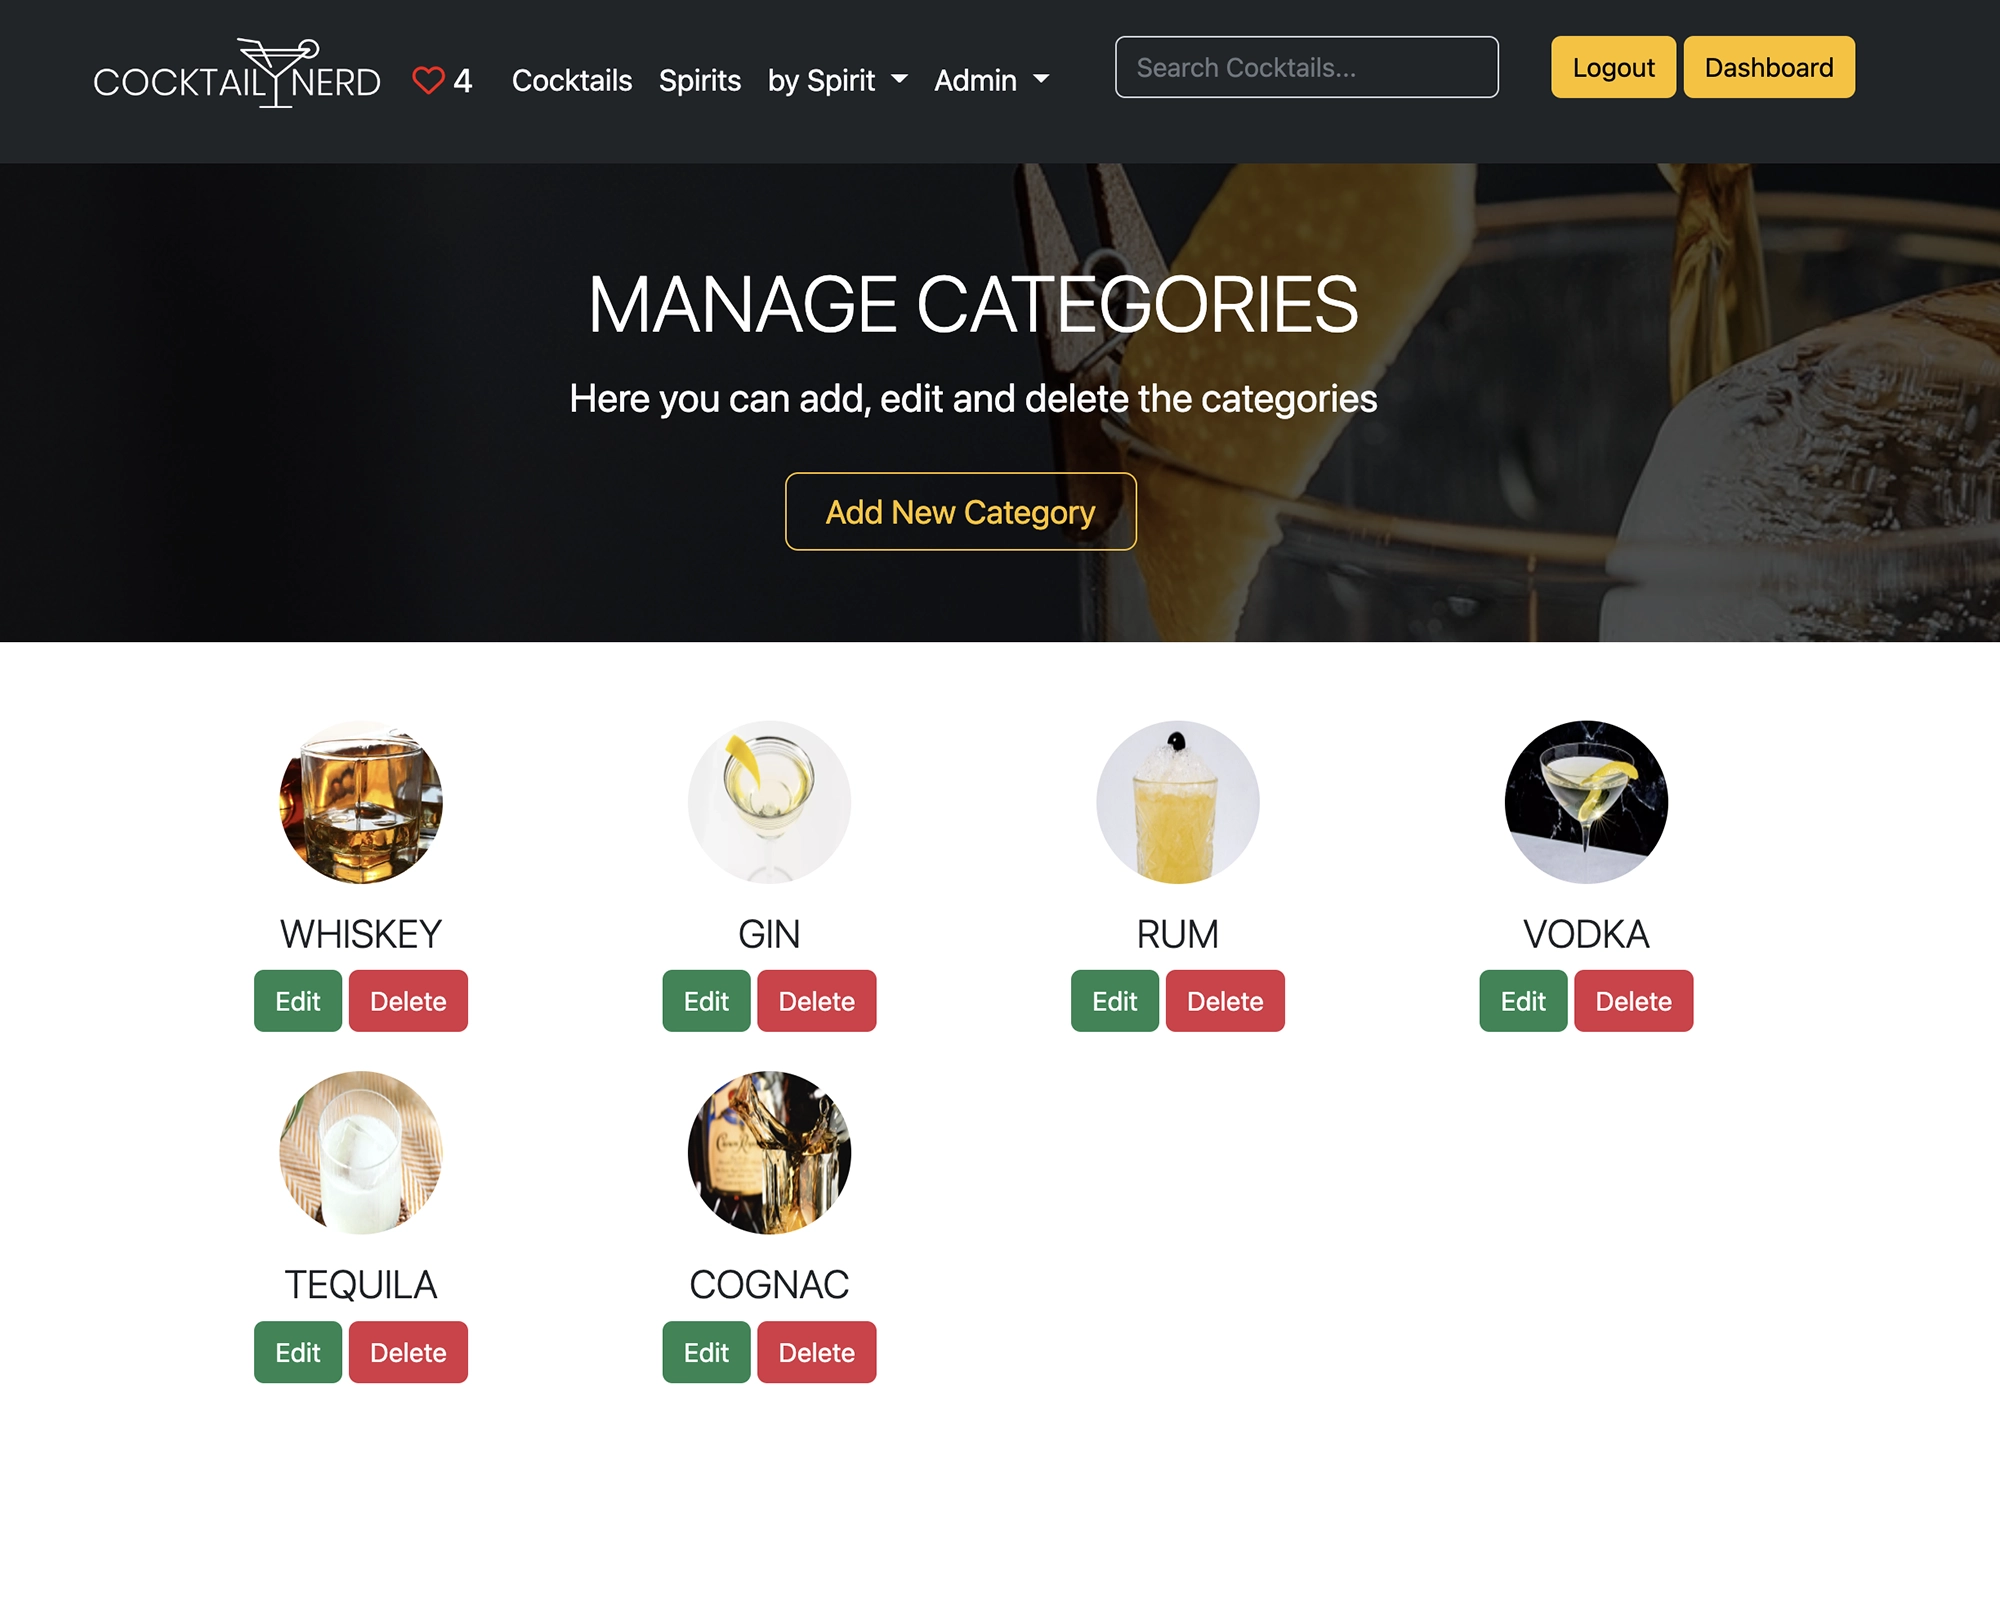 COCKTAIL NERD 4 Cocktails Spirits by Spirit Admin Search Cocktails... Logout Dashboard
MANAGE CATEGORIES
Here you can add, edit and delete the categories
Add New Category
WHISKEY GIN RUM VODKA
Edit Delete Edit Delete Edit Delete Edit Delete
TEQUILA COGNAC
Edit Delete Edit Delete